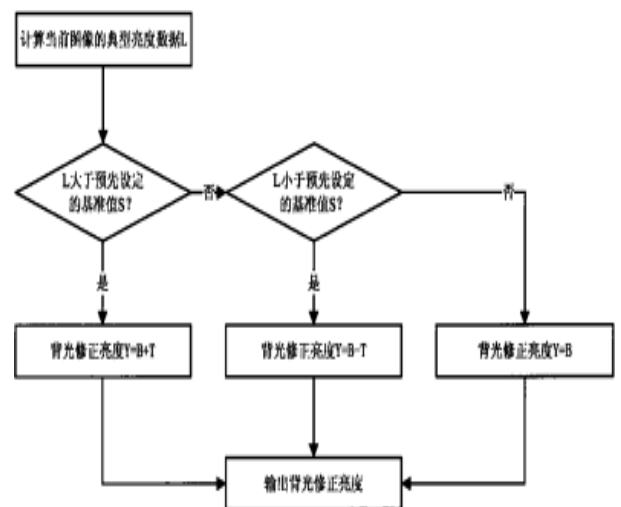 计算当前图像的典型亮度数据L
L大于预先设定
的基准值S?
否
L小于预先设定
的基准值S?
否
是
是
背光修正亮度Y=B+T
背光修正亮度Y=B-T
背光修正亮度Y=B
输出背光修正亮度